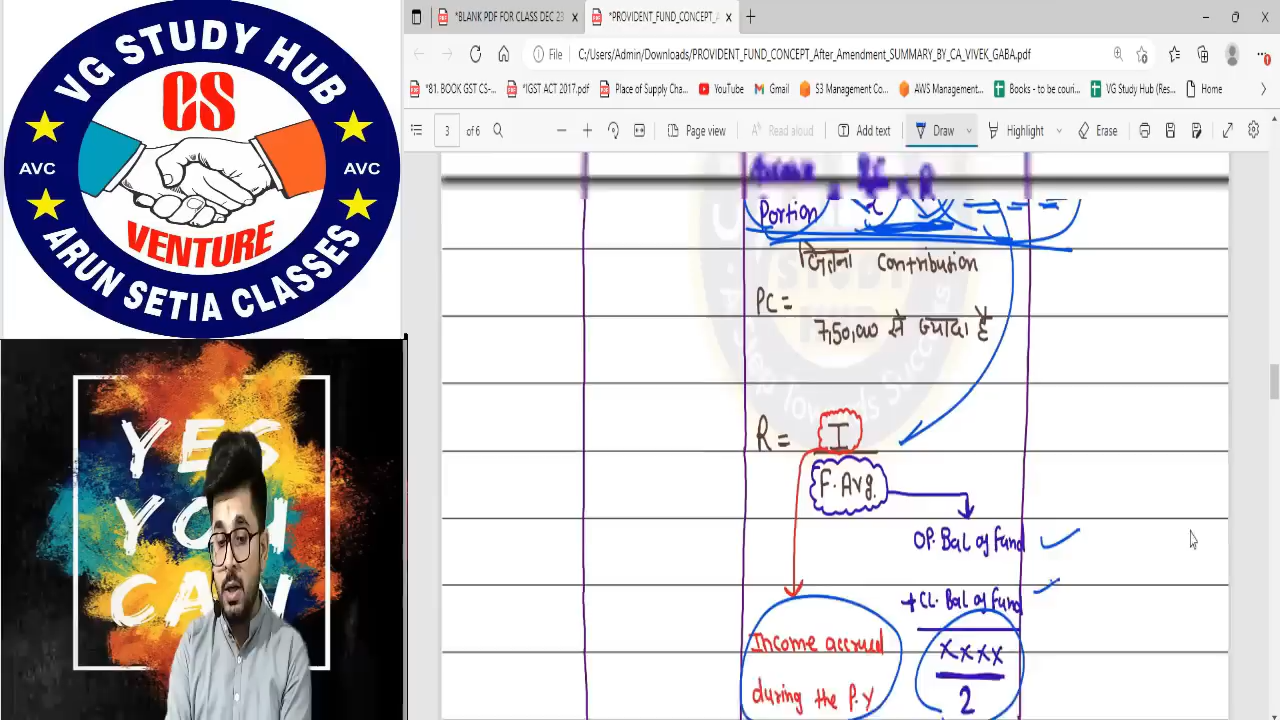 VG STUDY HUB
CS
AVC
AVC
VENTURE
ARUN SETIA CLASSES
YES
YOU
CAN
*BLANK PDF FOR CLASS DEC 23
*PROVIDENT_FUND_CONCEPT_A
File
C:/Users/Admin/Downloads/PROVIDENT_FUND_CONCEPT_After_Amendment_SUMMARY_BY_CA_VIVEK_GABA.pdf
*81. BOOK GST CS-...
*IGST ACT 2017.pdf
Place of Supply Cha...
YouTube
Gmail
S3 Management Co...
AWS Management...
Books - to be couri...
VG Study Hub (Res...
Home
3 of 6
Page view
Read aloud
Add text
Draw
Highlight
Erase
Portion
जितना Contribution
PC =
7,50,000 से ज्यादा है
R = I
F. Avg.
OP. Bal of Fund
+ CL. Bal of Fund
Income accrued
XXXX
during the P.Y
2